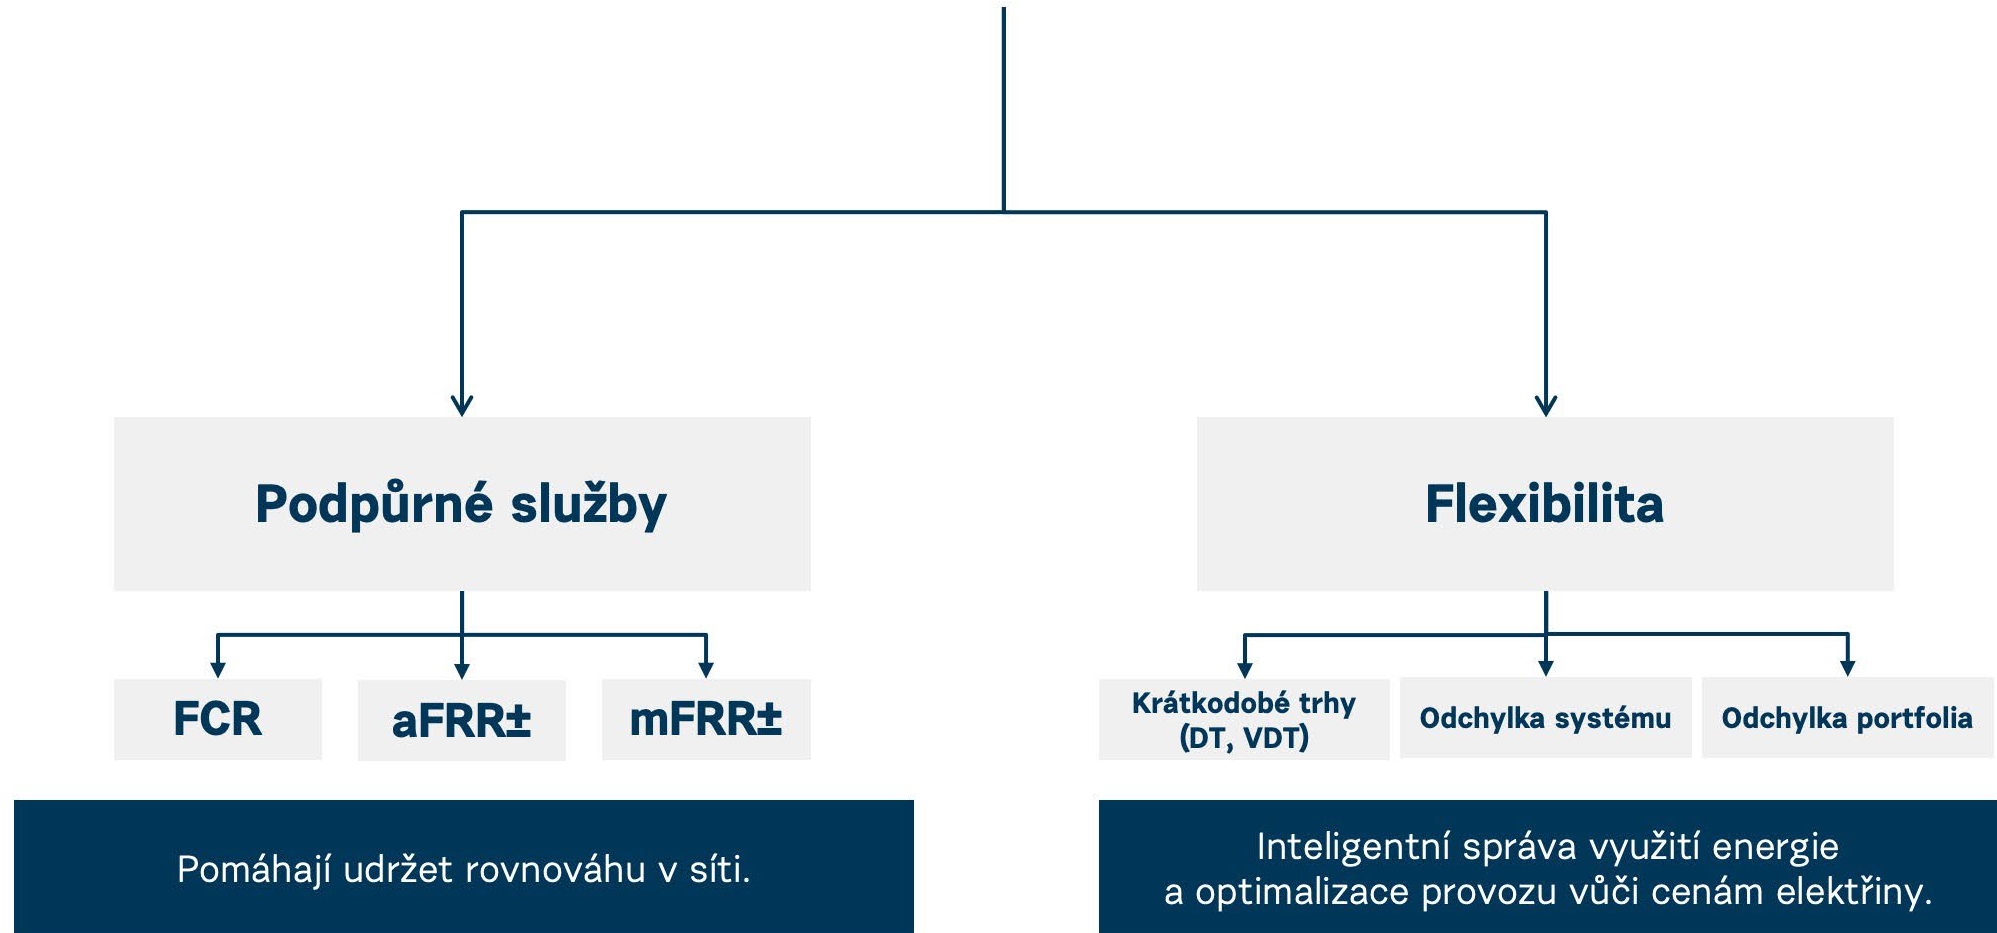 Podpůrné služby
Flexibilita
FCR
aFRR±
mFRR±
Krátkodobé trhy
(DT, VDT)
Odchylka systému
Odchylka portfolia
Pomáhají udržet rovnováhu v síti.
Inteligentní správa využití energie
a optimalizace provozu vůči cenám elektřiny.